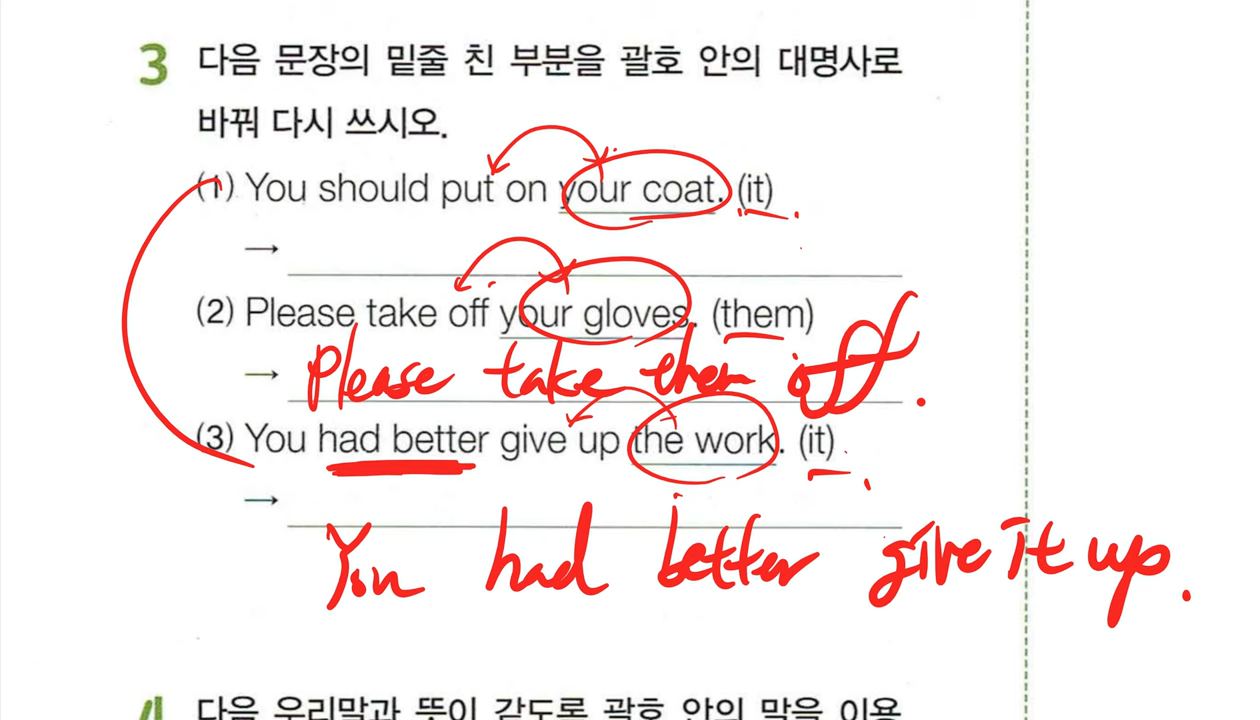 3 다음 문장의 밑줄 친 부분을 괄호 안의 대명사로
바꿔 다시 쓰시오.
(1) You should put on your coat. (it)
→
(2) Please take off your gloves. (them)
→ Please take them off.
(3) You had better give up the work. (it)
→
You had better give it up.
4 다음 우리말과 뜻이 같도록 괄호 안의 말을 이용